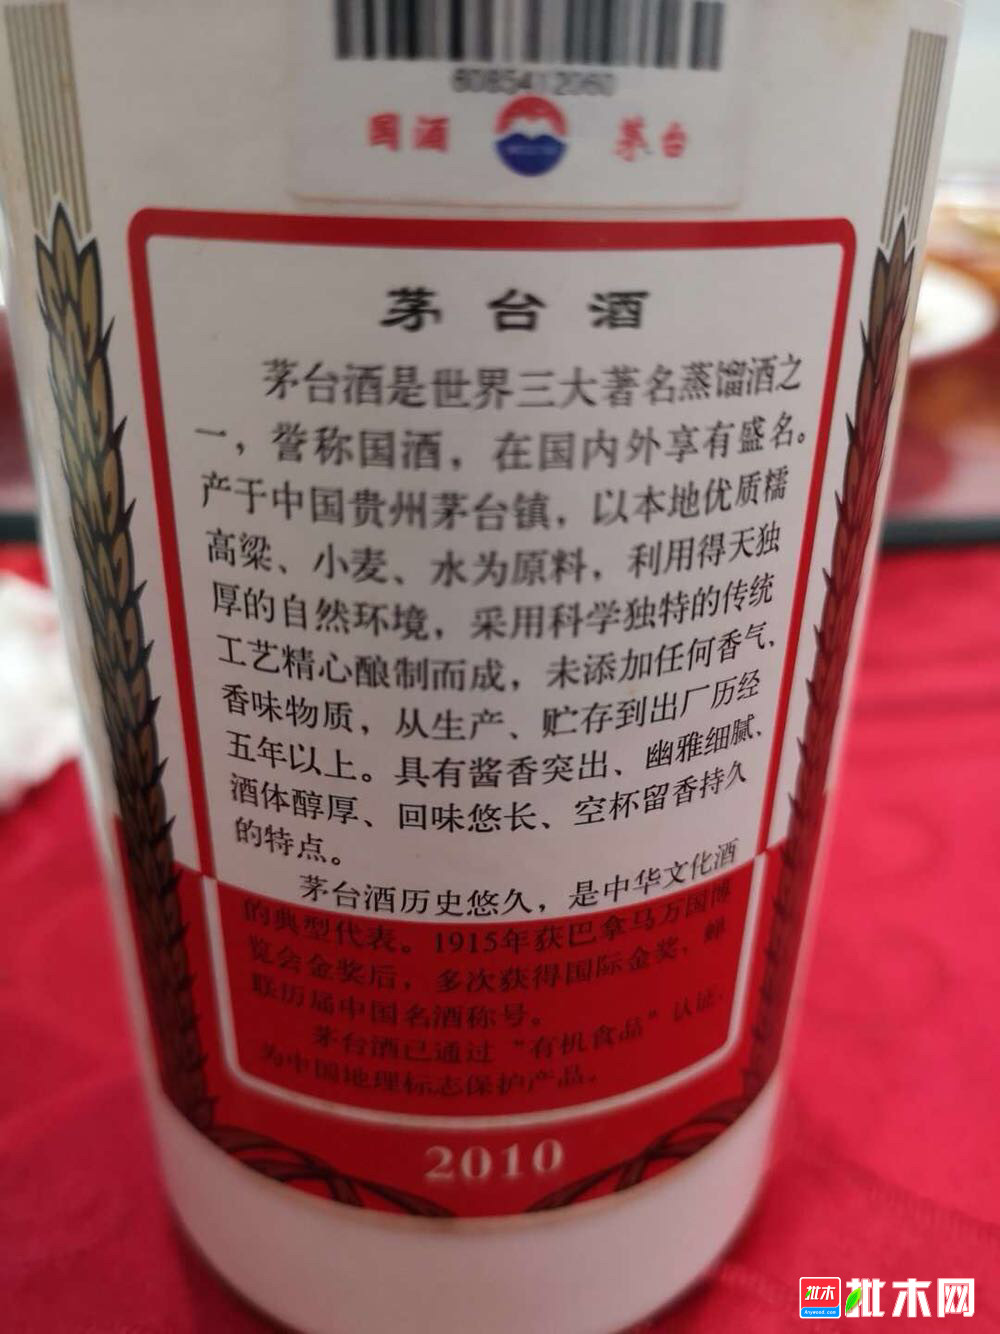 6085412060
国酒 茅台
茅台酒
茅台酒是世界三大著名蒸馏酒之
一，誉称国酒，在国内外享有盛名。
产于中国贵州茅台镇，以本地优质糯
高粱、小麦、水为原料，利用得天独
厚的自然环境，采用科学独特的传统
工艺精心酿制而成，未添加任何香气、
香味物质，从生产、贮存到出厂历经
五年以上。具有酱香突出、幽雅细腻、
酒体醇厚、回味悠长、空杯留香持久
的特点。
茅台酒历史悠久，是中华文化酒
的典型代表。1915年获巴拿马万国博
览会金奖后，多次获得国际金奖，蝉
联历届中国名酒称号。
茅台酒已通过“有机食品”认证，
为中国地理标志保护产品。
2010
批木 批木网
Anywood.com